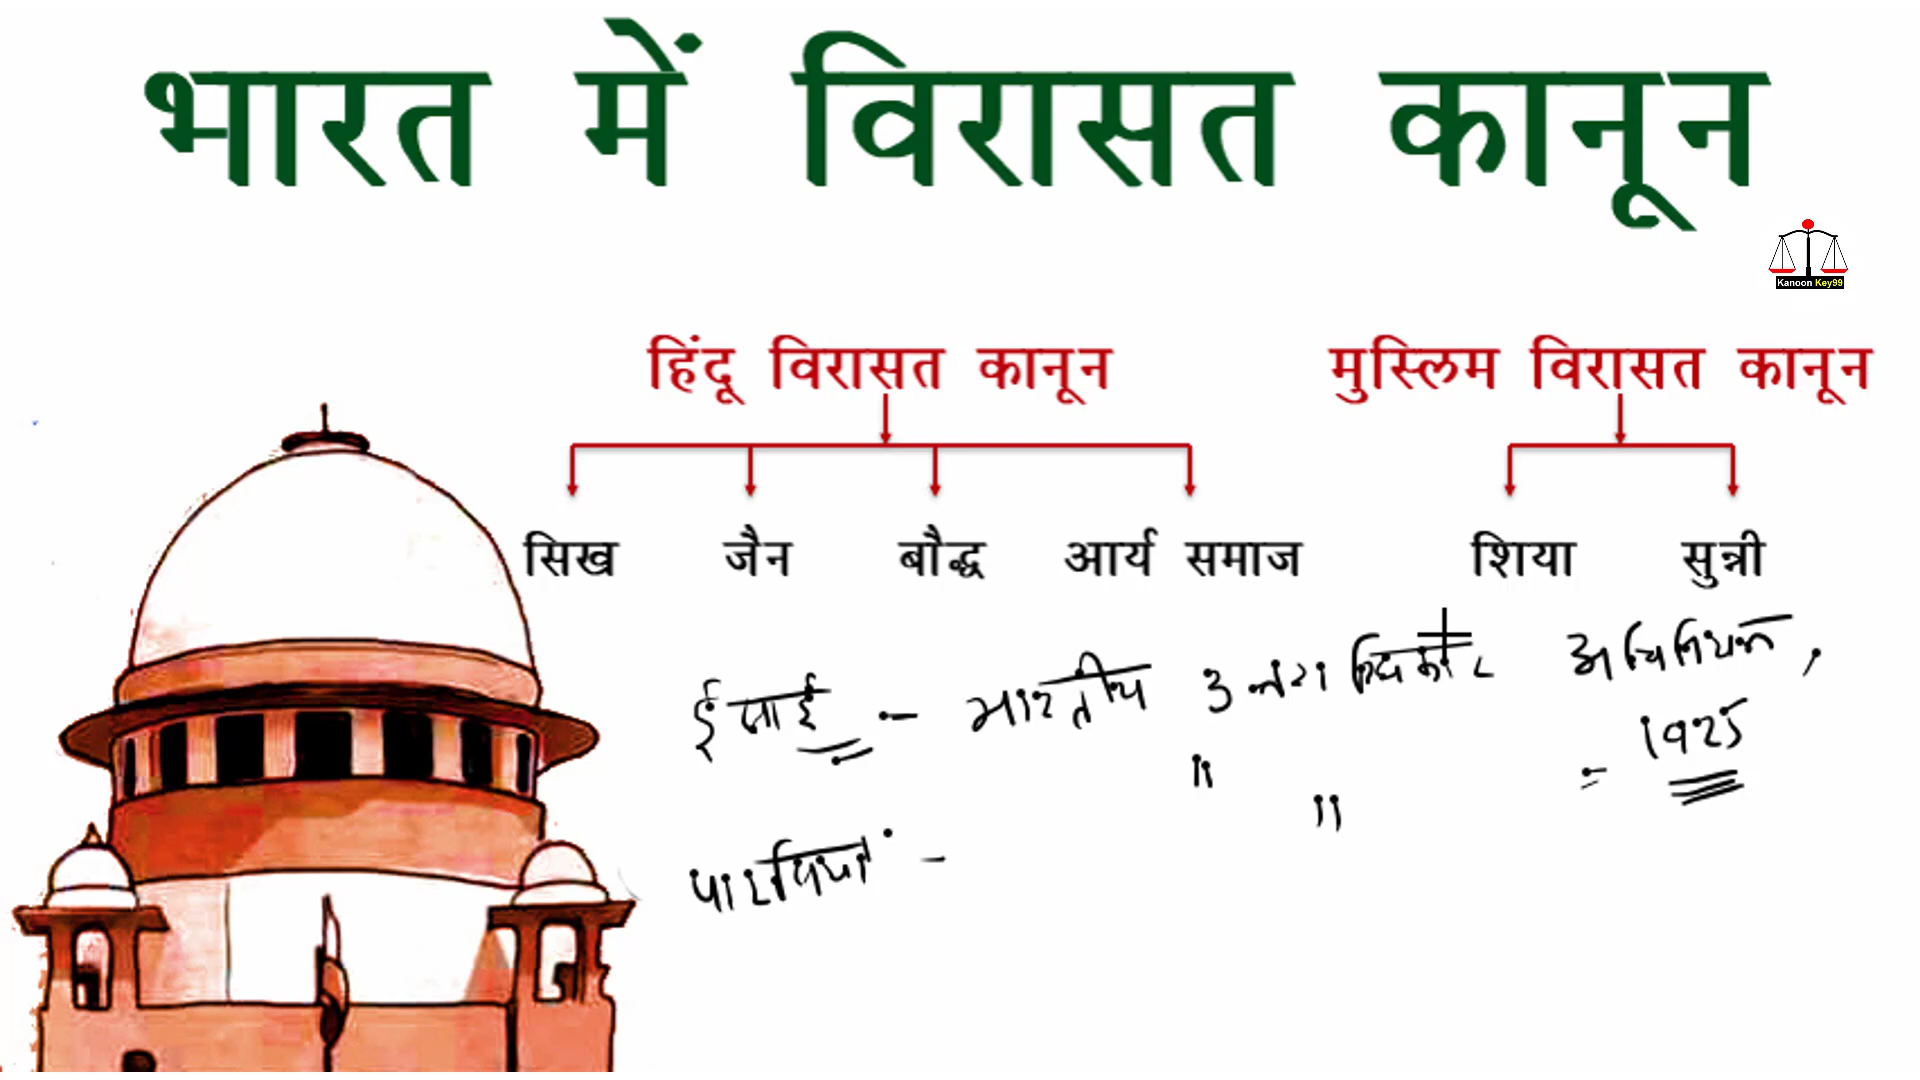 भारत में विरासत कानून
Kanoon Key99
हिंदू विरासत कानून
मुस्लिम विरासत कानून
सिख जैन बौद्ध आर्य समाज
शिया सुन्नी
ईसाई - भारतीय उत्तराधिकार अधिनियम,
1925
पारसियों - " " =